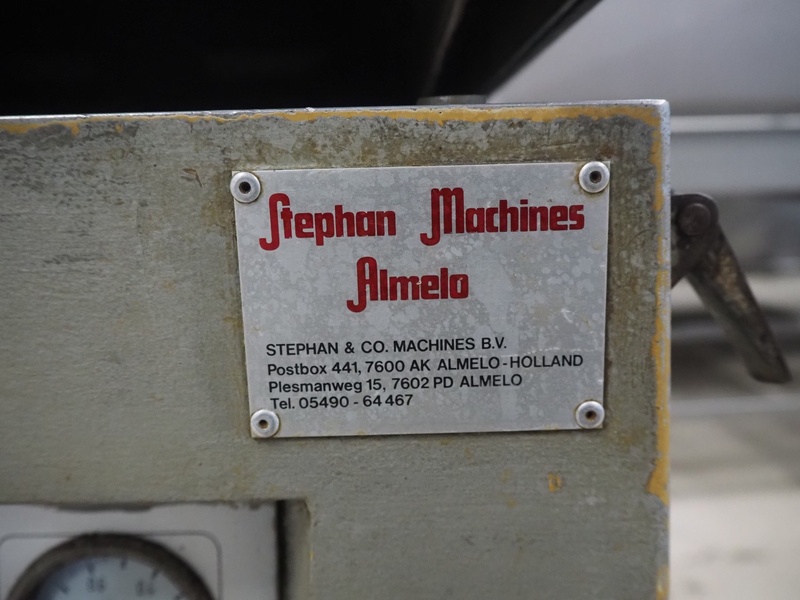 Stephan Machines
Almelo
STEPHAN & CO. MACHINES B.V.
Postbox 441, 7600 AK ALMELO-HOLLAND
Plesmanweg 15, 7602 PD ALMELO
Tel. 05490 - 64 467